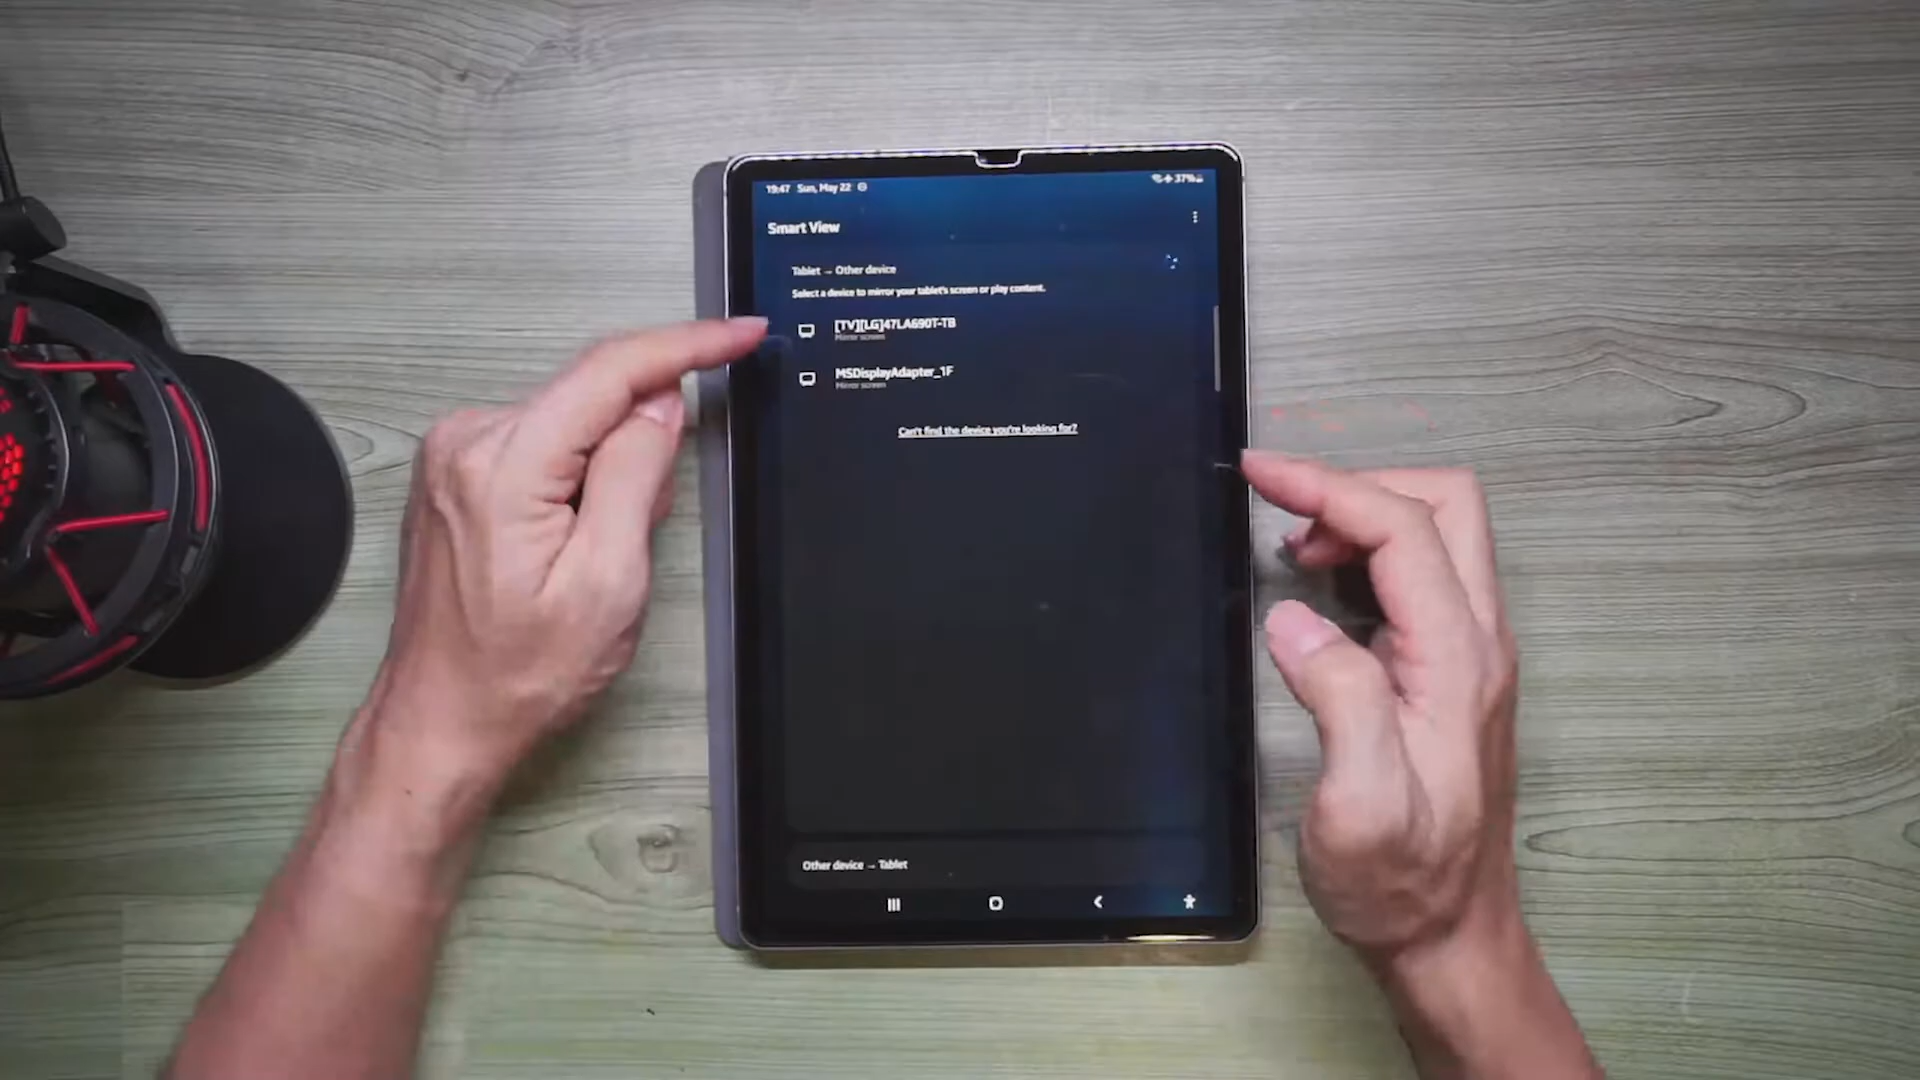 19:47 Sun, May 22
37%
Smart View
Tablet → Other device
Select a device to mirror your tablet's screen or play content.
[TV][LG]47LA690T-TB
Mirror screen
MSDisplayAdapter_1F
Mirror screen
Can't find the device you're looking for?
Other device → Tablet